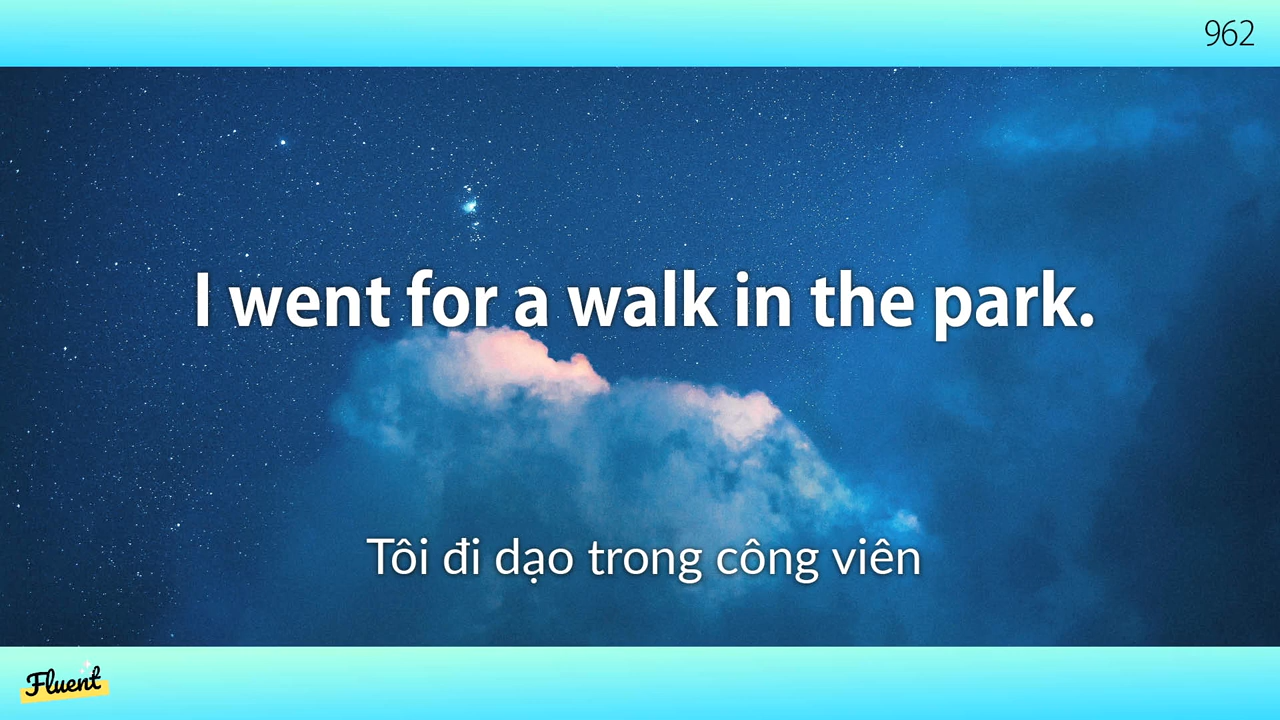 962
I went for a walk in the park.
Tôi đi dạo trong công viên
Fluent